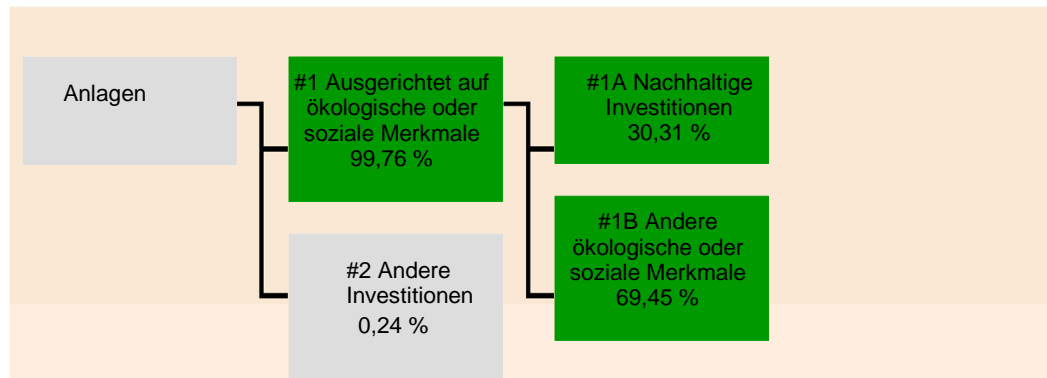 Anlagen
#1 Ausgerichtet auf
ökologische oder
soziale Merkmale
99,76 %
#2 Andere
Investitionen
0,24 %
#1A Nachhaltige
Investitionen
30,31 %
#1B Andere
ökologische oder
soziale Merkmale
69,45 %